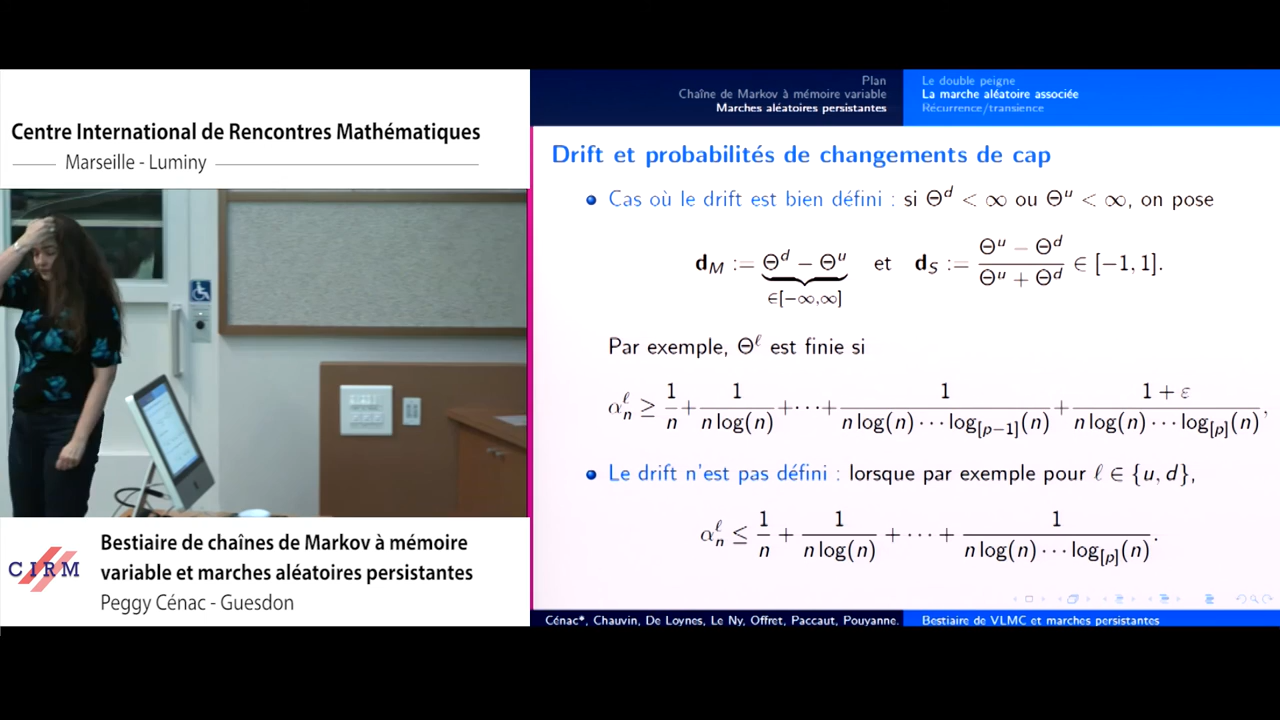 Centre International de Rencontres Mathématiques
Marseille - Luminy
CIRM
Bestiaire de chaînes de Markov à mémoire
variable et marches aléatoires persistantes
Peggy Cénac - Guesdon
Plan
Chaîne de Markov à mémoire variable
Marches aléatoires persistantes
Le double peigne
La marche aléatoire associée
Récurrence/transience
Drift et probabilités de changements de cap
Cas où le drift est bien défini : si Θ^d < ∞ ou Θ^u < ∞, on pose
d_M := Θ^d − Θ^u ∈[−∞,∞] et d_S := (Θ^u − Θ^d)/(Θ^u + Θ^d) ∈ [−1, 1].
Par exemple, Θ^ℓ est finie si
α_n^ℓ ≥ 1/n + 1/(n log(n)) + ··· + 1/(n log(n) ··· log_[p−1](n)) + (1 + ε)/(n log(n) ··· log_[p](n)),
Le drift n'est pas défini : lorsque par exemple pour ℓ ∈ {u, d},
α_n^ℓ ≤ 1/n + 1/(n log(n)) + ··· + 1/(n log(n) ··· log_[p](n)).
Cénac*, Chauvin, De Loynes, Le Ny, Offret, Paccaut, Pouyanne.
Bestiaire de VLMC et marches persistantes